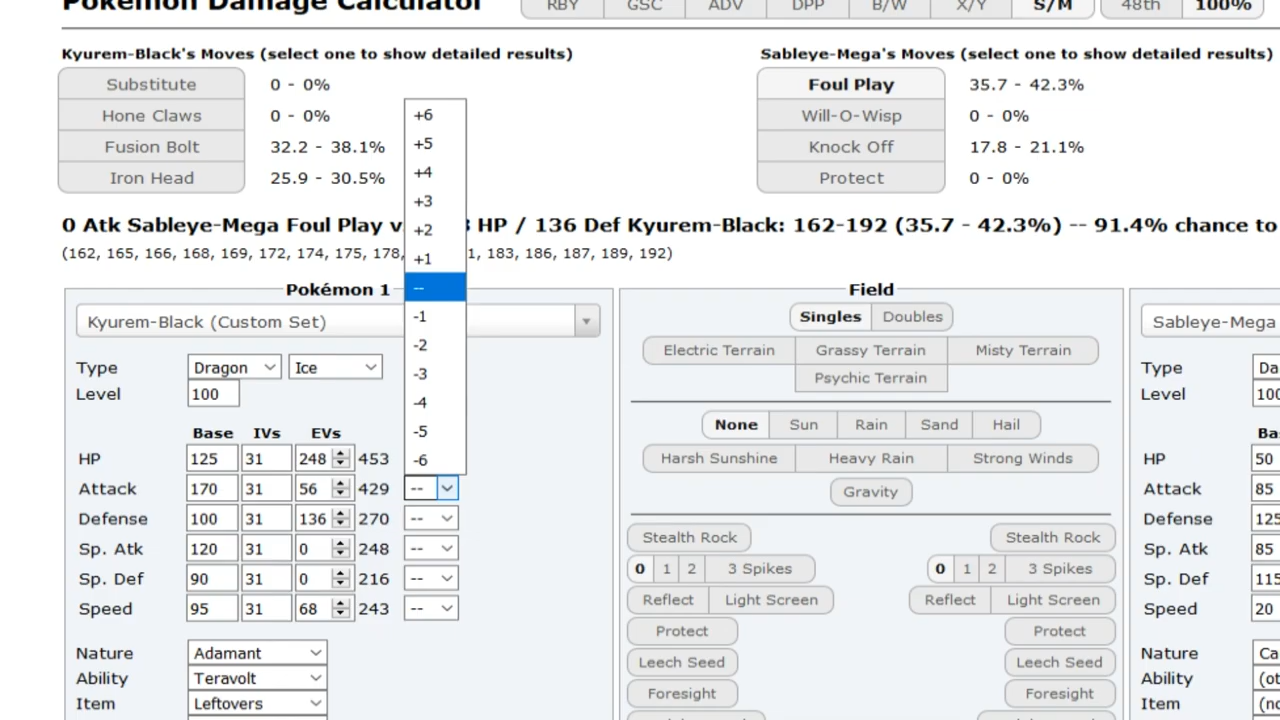 Pokémon Damage Calculator
RBY GSC ADV DPP B/W X/Y S/M 48th 100%
Kyurem-Black's Moves (select one to show detailed results)
Sableye-Mega's Moves (select one to show detailed results)
Substitute 0 - 0%
Hone Claws 0 - 0%
Fusion Bolt 32.2 - 38.1%
Iron Head 25.9 - 30.5%
Foul Play 35.7 - 42.3%
Will-O-Wisp 0 - 0%
Knock Off 17.8 - 21.1%
Protect 0 - 0%
+6
+5
+4
+3
+2
+1
--
-1
-2
-3
-4
-5
-6
0 Atk Sableye-Mega Foul Play v HP / 136 Def Kyurem-Black: 162-192 (35.7 - 42.3%) -- 91.4% chance to
(162, 165, 166, 168, 169, 172, 174, 175, 178, 1, 183, 186, 187, 189, 192)
Pokémon 1
Kyurem-Black (Custom Set)
Type Dragon Ice
Level 100
Base IVs EVs
HP 125 31 248 453
Attack 170 31 56 429 --
Defense 100 31 136 270 --
Sp. Atk 120 31 0 248 --
Sp. Def 90 31 0 216 --
Speed 95 31 68 243 --
Nature Adamant
Ability Teravolt
Item Leftovers
Field
Singles Doubles
Electric Terrain Grassy Terrain Misty Terrain
Psychic Terrain
None Sun Rain Sand Hail
Harsh Sunshine Heavy Rain Strong Winds
Gravity
Stealth Rock Stealth Rock
0 1 2 3 Spikes 0 1 2 3 Spikes
Reflect Light Screen Reflect Light Screen
Protect Protect
Leech Seed Leech Seed
Foresight Foresight
Sableye-Mega
Type Da
Level 100
Ba
HP 50
Attack 85
Defense 125
Sp. Atk 85
Sp. Def 115
Speed 20
Nature Ca
Ability (ot
Item (no